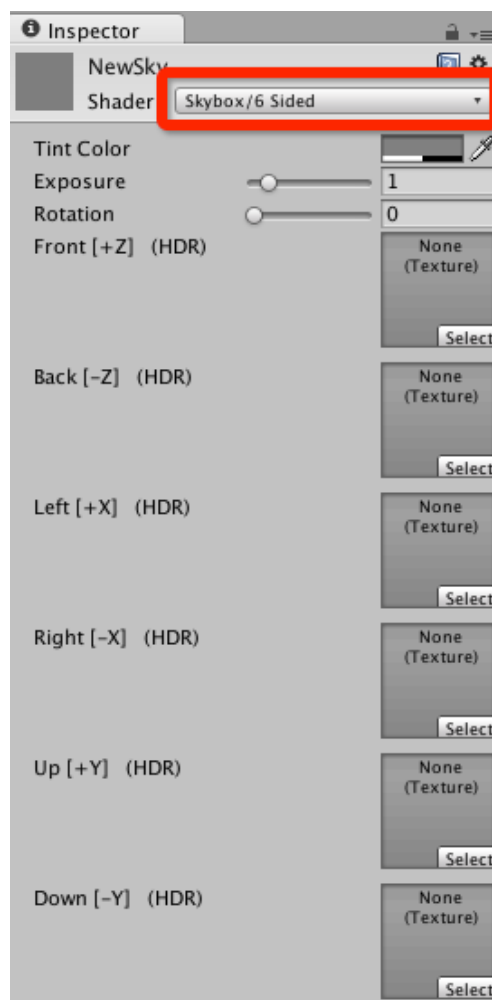 Inspector
NewSky
Shader Skybox/6 Sided
Tint Color
Exposure 1
Rotation 0
Front [+Z] (HDR)
None
(Texture)
Select
Back [-Z] (HDR)
None
(Texture)
Select
Left [+X] (HDR)
None
(Texture)
Select
Right [-X] (HDR)
None
(Texture)
Select
Up [+Y] (HDR)
None
(Texture)
Select
Down [-Y] (HDR)
None
(Texture)
Select